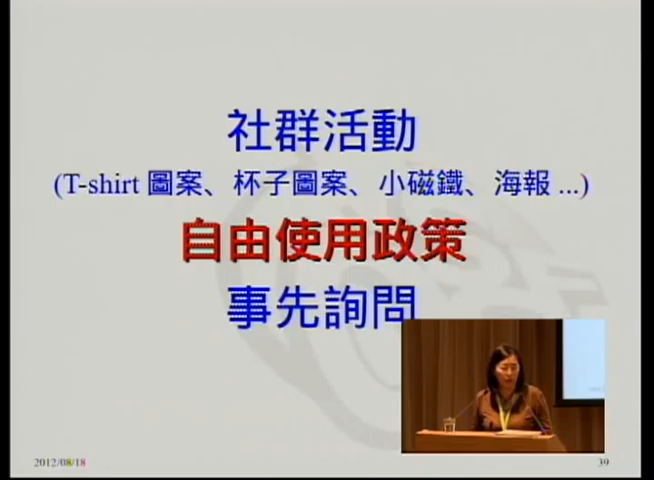 社群活動
(T-shirt 圖案、杯子圖案、小磁鐵、海報 ...)
自由使用政策
事先詢問
2012/08/18
39